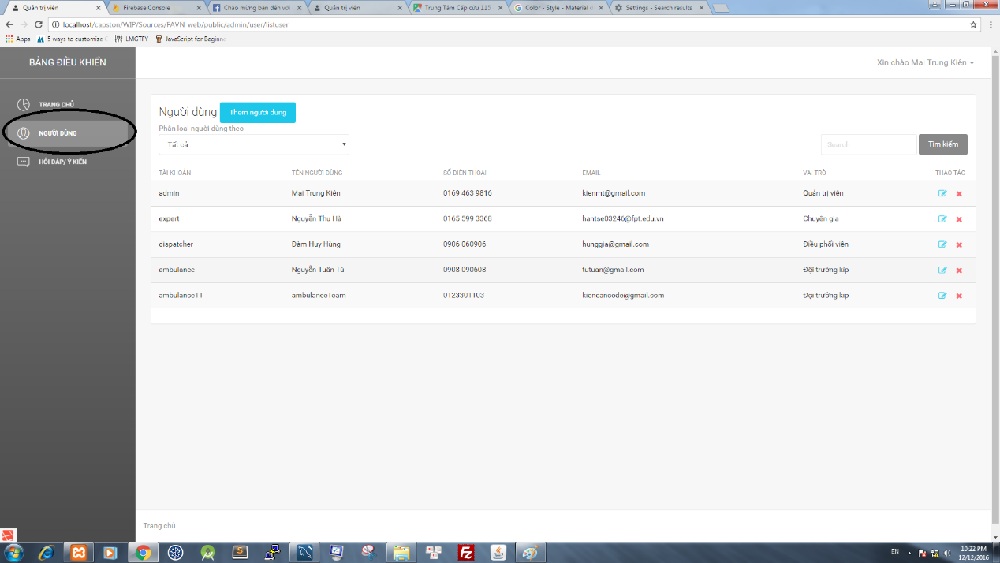 Quản trị viên
Firebase Console
Chào mừng bạn đến với
Quản trị viên
Trung Tâm Cấp cứu 115
Color - Style - Material d
Settings - Search results
localhost/capston/WIP/Sources/FAVN_web/public/admin/user/listuser
Apps
5 ways to customize
LMGTFY
JavaScript for Beginne
BẢNG ĐIỀU KHIỂN
Xin chào Mai Trung Kiên
TRANG CHỦ
NGƯỜI DÙNG
HỎI ĐÁP/ Ý KIẾN
Người dùng
Thêm người dùng
Phân loại người dùng theo
Tất cả
Search
Tìm kiếm
TÀI KHOẢN TÊN NGƯỜI DÙNG SỐ ĐIỆN THOẠI EMAIL VAI TRÒ THAO TÁC
admin Mai Trung Kiên 0169 463 9816 kienmt@gmail.com Quản trị viên
expert Nguyễn Thu Hà 0165 599 3368 hantse03246@fpt.edu.vn Chuyên gia
dispatcher Đàm Huy Hùng 0906 060906 hunggia@gmail.com Điều phối viên
ambulance Nguyễn Tuấn Tú 0908 090608 tutuan@gmail.com Đội trưởng kíp
ambulance11 ambulanceTeam 0123301103 kiencancode@gmail.com Đội trưởng kíp
Trang chủ
EN
10:22 PM
12/12/2016